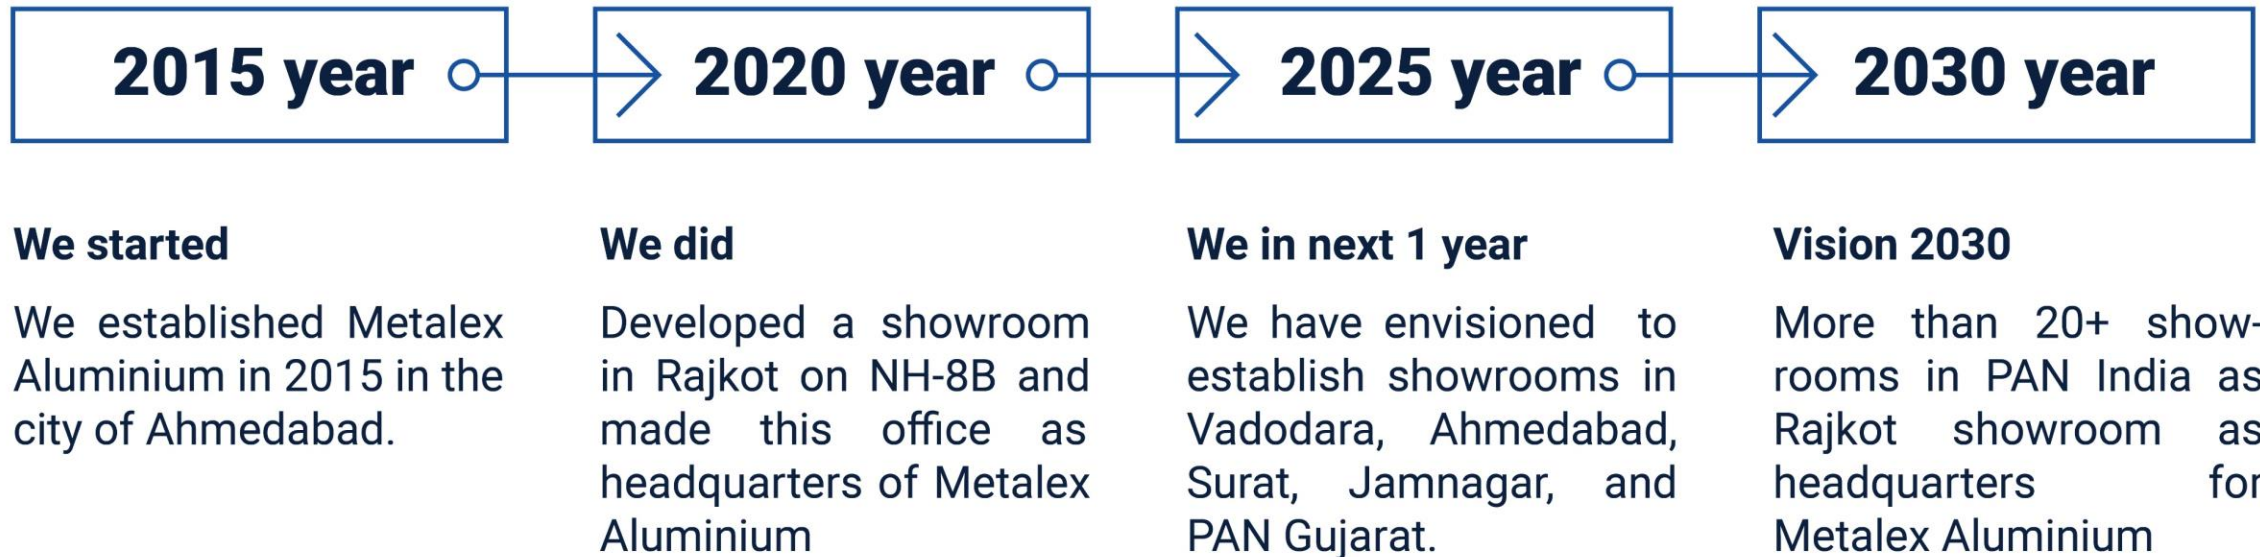 2015 year
2020 year
2025 year
2030 year
We started
We established Metalex
Aluminium in 2015 in the
city of Ahmedabad.
We did
Developed a showroom
in Rajkot on NH-8B and
made this office as
headquarters of Metalex
Aluminium
We in next 1 year
We have envisioned to
establish showrooms in
Vadodara, Ahmedabad,
Surat, Jamnagar, and
PAN Gujarat.
Vision 2030
More than 20+ show-
rooms in PAN India as
Rajkot showroom as
headquarters for
Metalex Aluminium